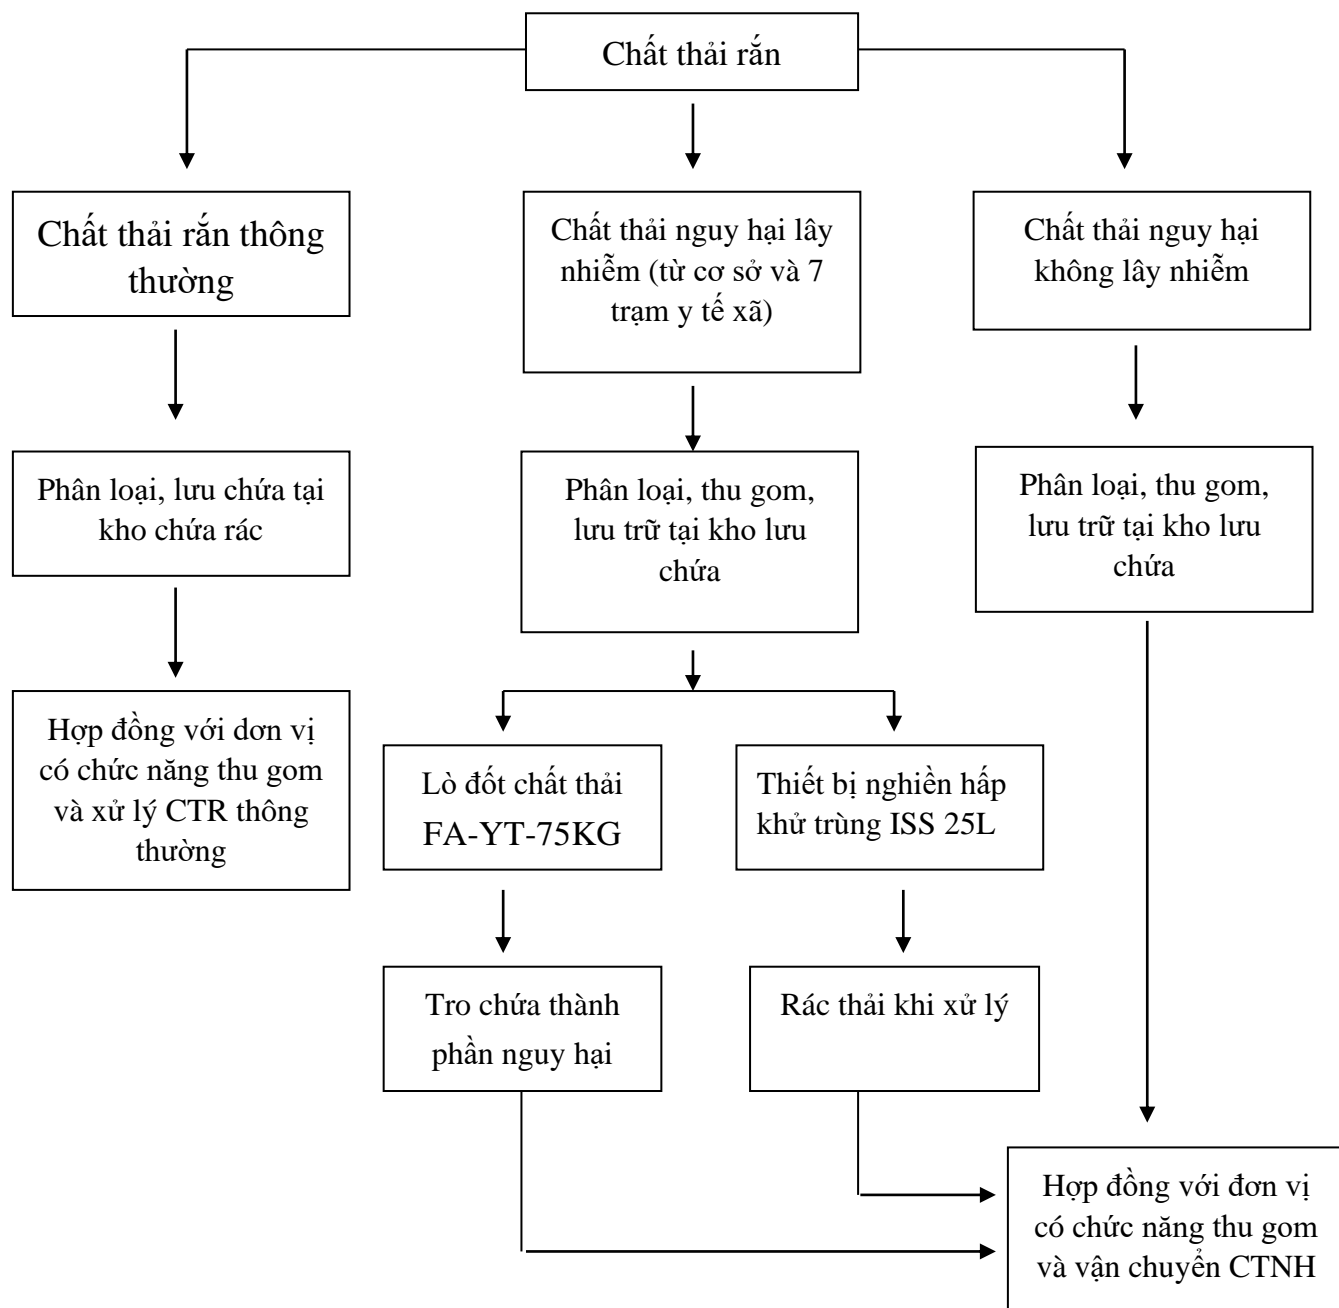 Chất thải rắn
Chất thải rắn thông
thường
Chất thải nguy hại lây
nhiễm (từ cơ sở và 7
trạm y tế xã)
Chất thải nguy hại
không lây nhiễm
Phân loại, lưu chứa tại
kho chứa rác
Phân loại, thu gom,
lưu trữ tại kho lưu
chứa
Phân loại, thu gom,
lưu trữ tại kho lưu
chứa
Hợp đồng với dơn vị
có chức năng thu gom
và xử lý CTR thông
thường
Lò đốt chất thải
FA-YT-75KG
Thiết bị nghiền hấp
khử trùng ISS 25L
Tro chứa thành
phần nguy hại
Rác thải khi xử lý
Hợp đồng với đơn vị
có chức năng thu gom
và vận chuyển CTNH